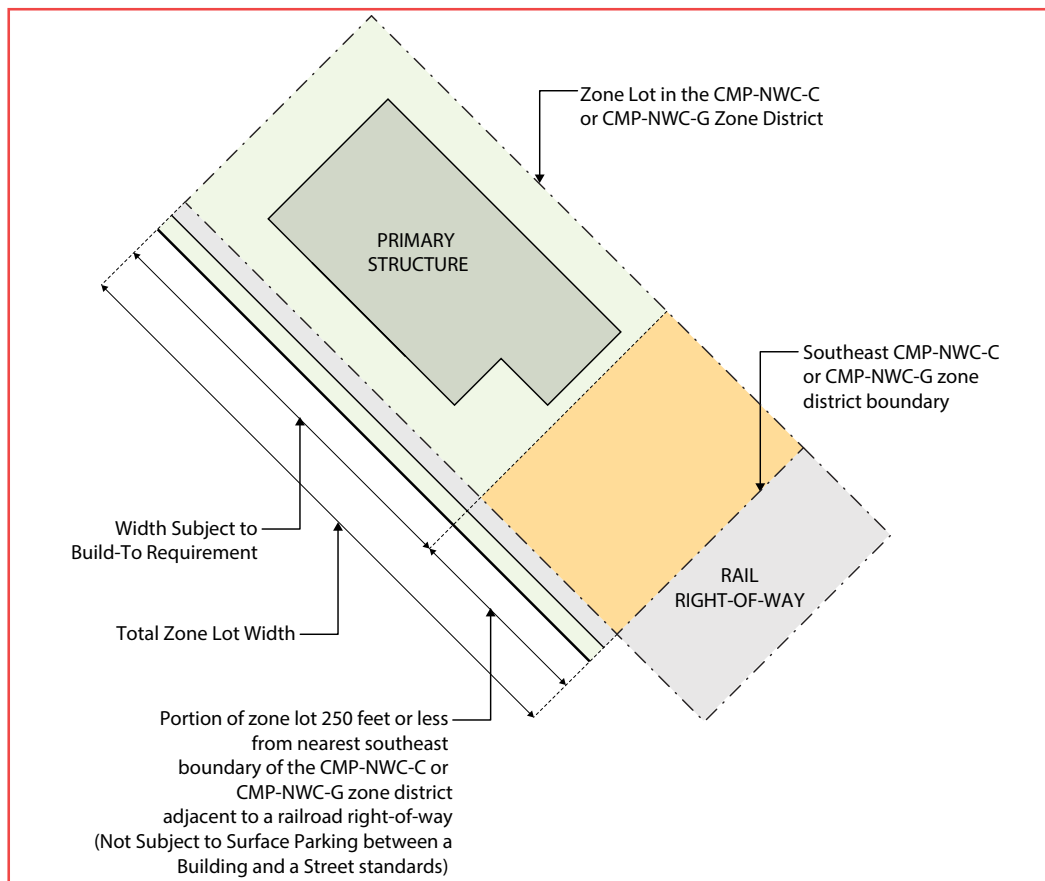 Zone Lot in the CMP-NWC-C
or CMP-NWC-G Zone District
PRIMARY
STRUCTURE
Southeast CMP-NWC-C
or CMP-NWC-G zone
district boundary
Width Subject to
Build-To Requirement
RAIL
RIGHT-OF-WAY
Total Zone Lot Width
Portion of zone lot 250 feet or less
from nearest southeast
boundary of the CMP-NWC-C or
CMP-NWC-G zone district
adjacent to a railroad right-of-way
(Not Subject to Surface Parking between a
Building and a Street standards)